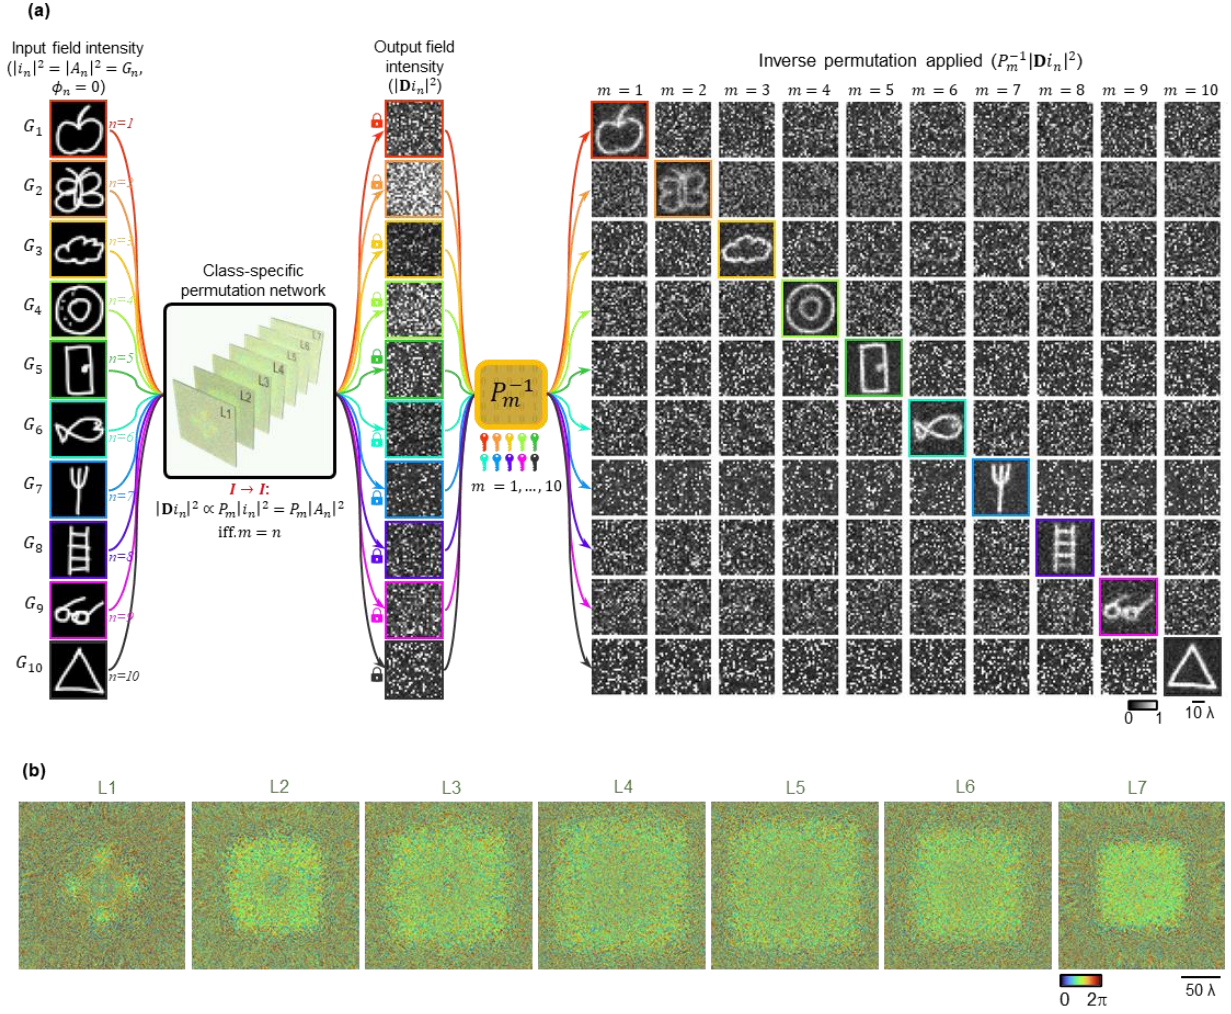 (a)
Input field intensity
(|i_n|^2 = |A_n|^2 = G_n,
ϕ_n = 0)
Output field
intensity
(|Di_n|^2)
Inverse permutation applied (P_m^{-1}|Di_n|^2)
m = 1 m = 2 m = 3 m = 4 m = 5 m = 6 m = 7 m = 8 m = 9 m = 10
G_1 n=1
G_2 n=2
G_3 n=3
G_4 n=4
G_5 n=5
G_6 n=6
G_7 n=7
G_8 n=8
G_9 n=9
G_10 n=10
Class-specific
permutation network
L1 L2 L3 L4 L5 L6 L7
I → I:
|Di_n|^2 ∝ P_m|i_n|^2 = P_m|A_n|^2
iff. m = n
P_m^{-1}
m = 1, ..., 10
0 1
10 λ
(b)
L1 L2 L3 L4 L5 L6 L7
0 2π
50 λ